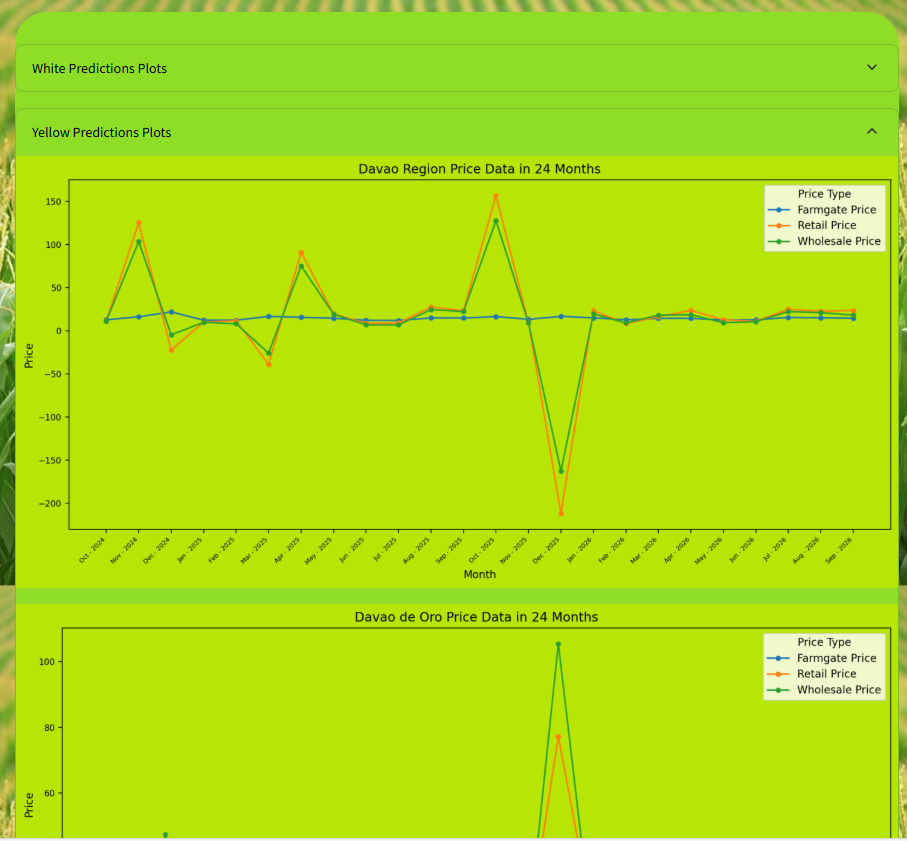 White Predictions Plots
Yellow Predictions Plots
Davao Region Price Data in 24 Months
Price Type
Farmgate Price
Retail Price
Wholesale Price
150
100
50
0
−50
−100
−150
−200
Price
Oct - 2024
Nov - 2024
Dec - 2024
Jan - 2025
Feb - 2025
Mar - 2025
Apr - 2025
May - 2025
Jun - 2025
Jul - 2025
Aug - 2025
Sep - 2025
Oct - 2025
Nov - 2025
Dec - 2025
Jan - 2026
Feb - 2026
Mar - 2026
Apr - 2026
May - 2026
Jun - 2026
Jul - 2026
Aug - 2026
Sep - 2026
Month
Davao de Oro Price Data in 24 Months
Price Type
Farmgate Price
Retail Price
Wholesale Price
100
80
60
Price